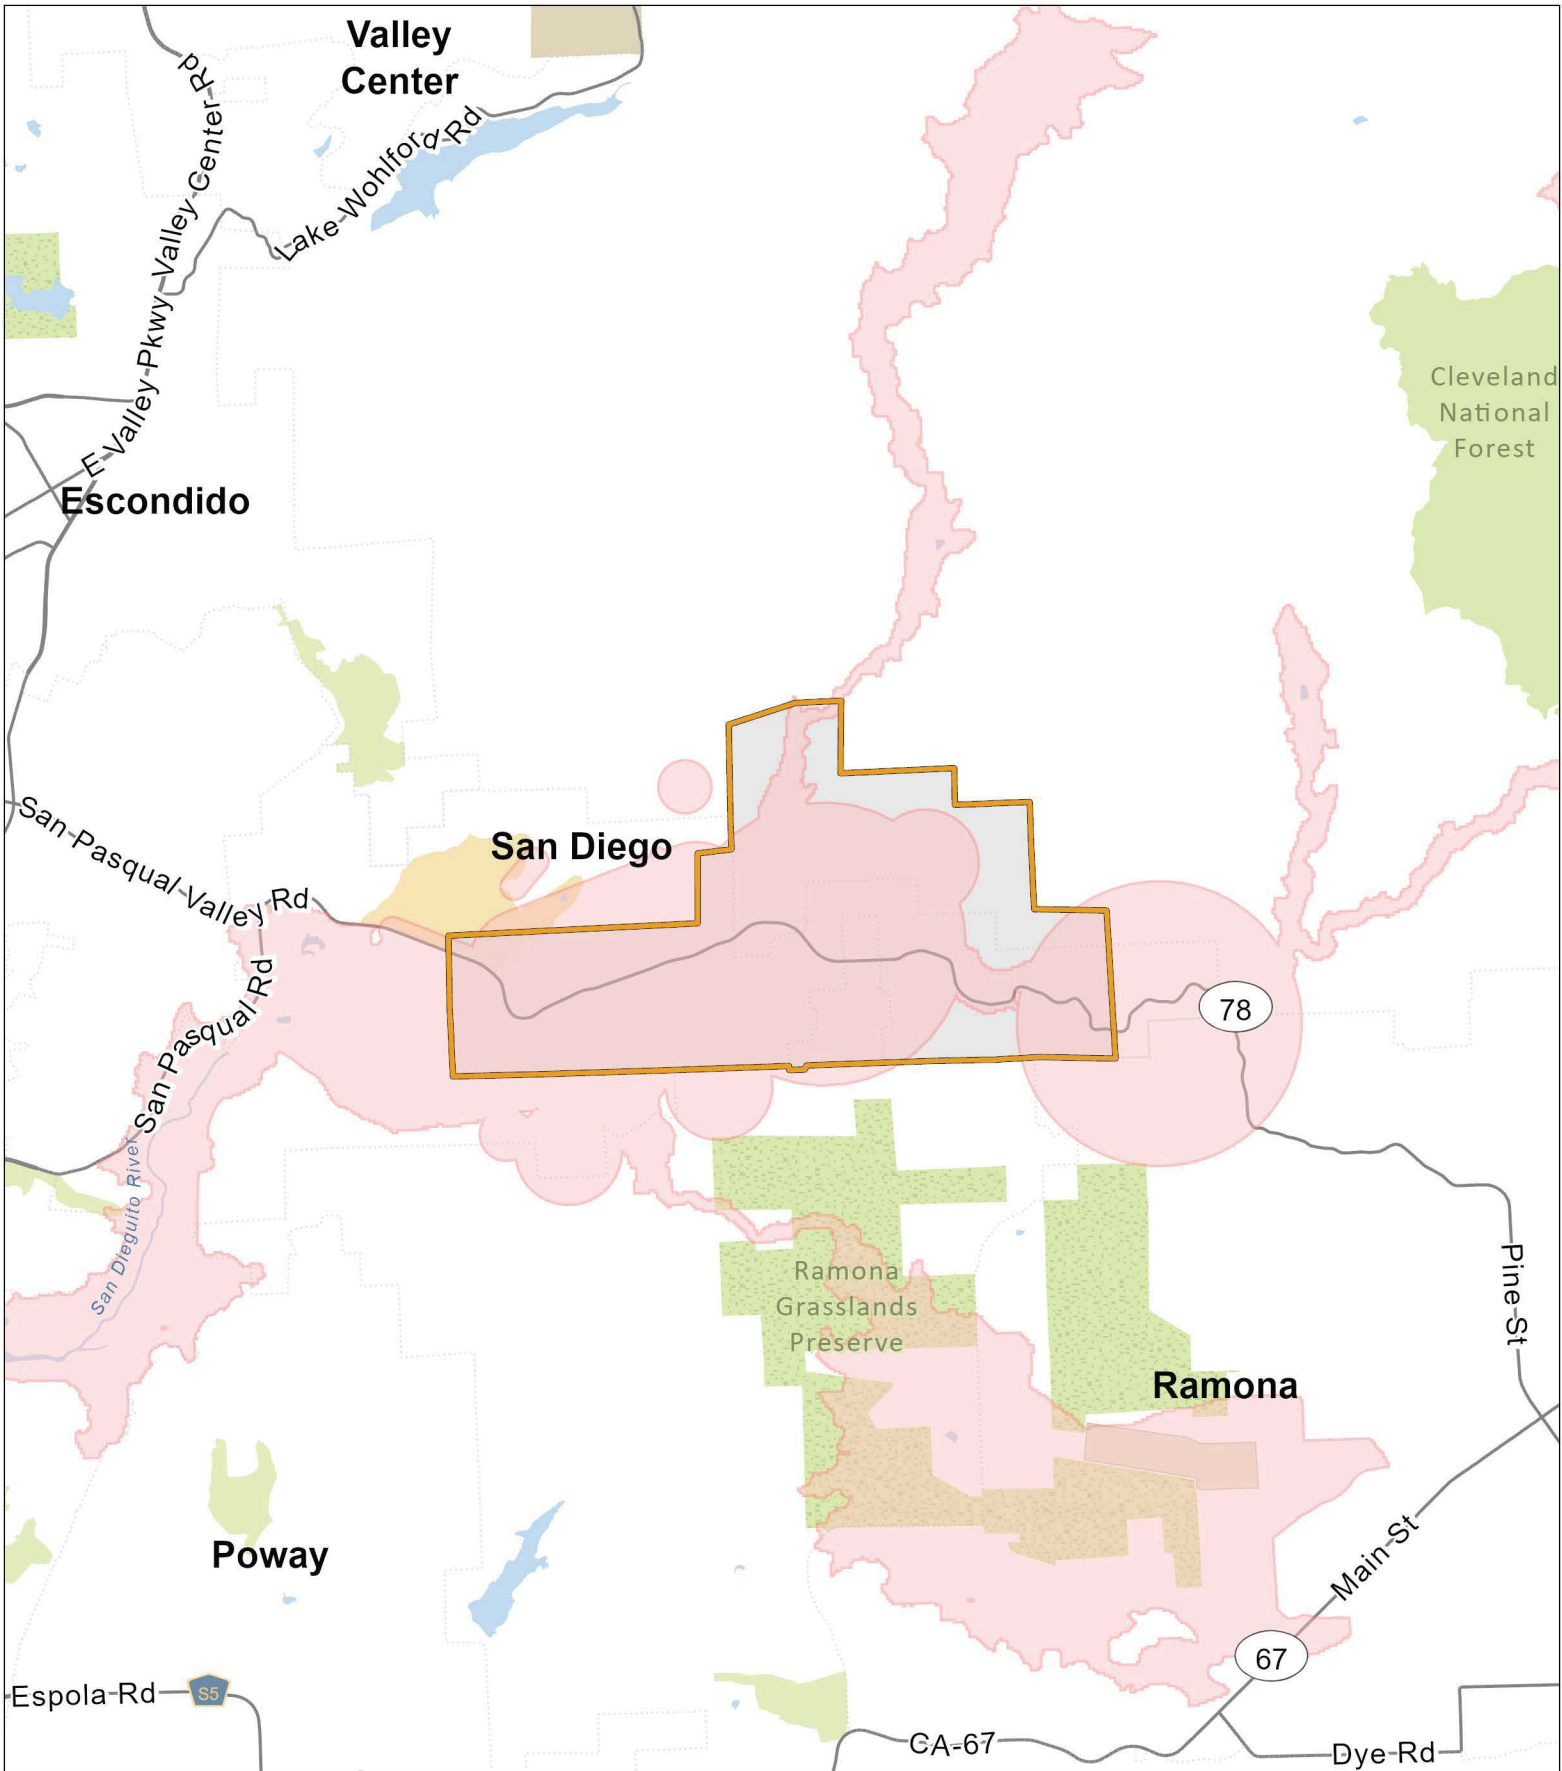 Valley
Center
Valley Center Rd
Lake Wohlford Rd
E Valley Pkwy
Cleveland
National
Forest
Escondido
San Pasqual Valley Rd
San Diego
San Pasqual Rd
78
San Dieguito River
Ramona
Grasslands
Preserve
Pine St
Ramona
Poway
Main St
67
Espola Rd
S5
CA-67
Dye Rd